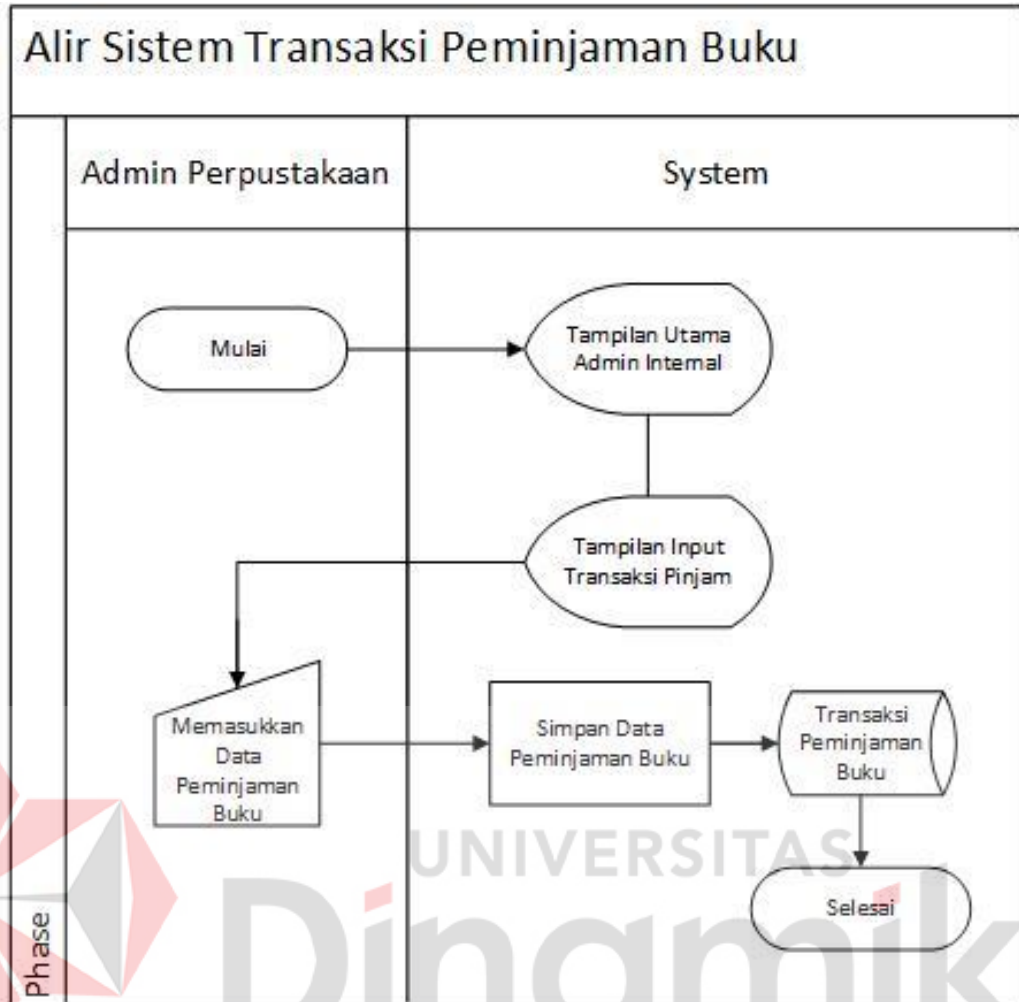 Alir Sistem Transaksi Peminjaman Buku
Admin Perpustakaan
System
Mulai
Tampilan Utama
Admin Internal
Tampilan Input
Transaksi Pinjam
Memasukkan
Data
Peminjaman
Buku
Simpan Data
Peminjaman Buku
Transaksi
Peminjaman
Buku
Selesai
Phase
UNIVERSITAS
Dinamik